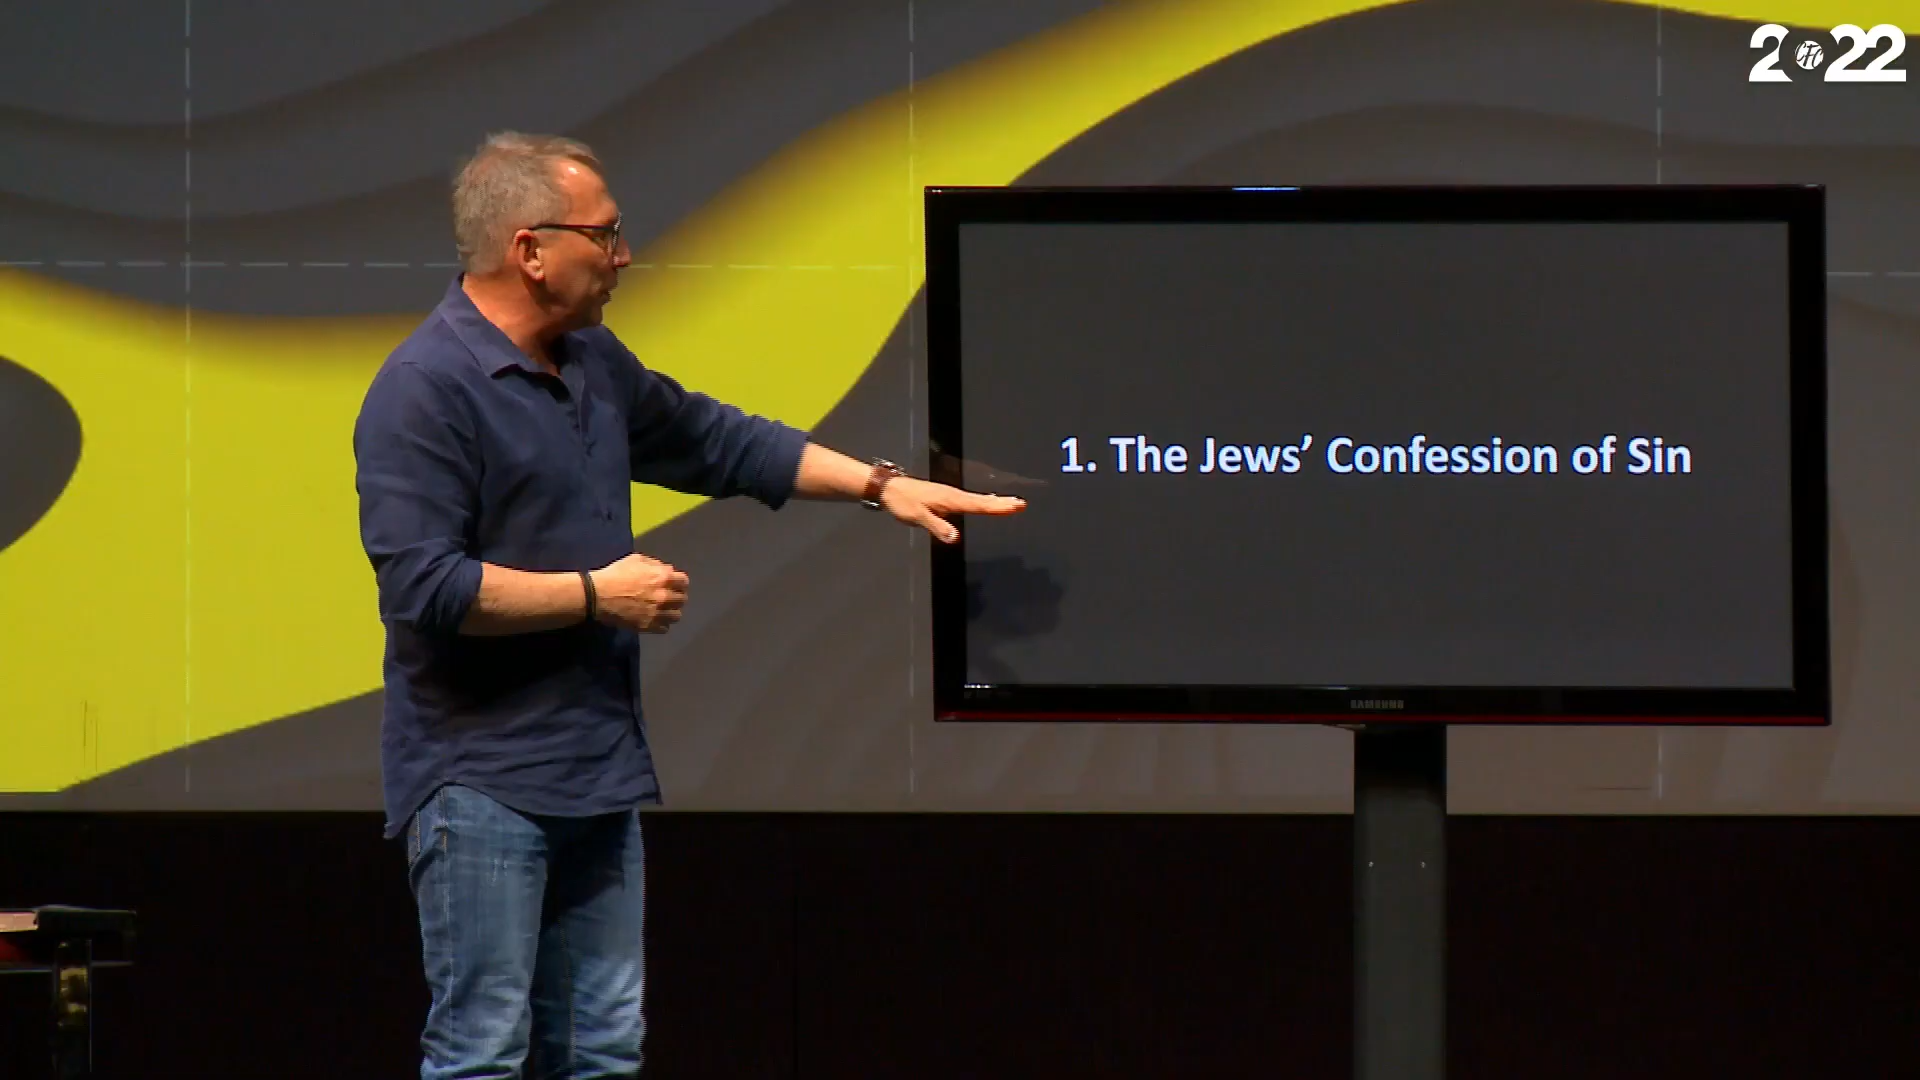 2022
1. The Jews’ Confession of Sin
SAMSUNG